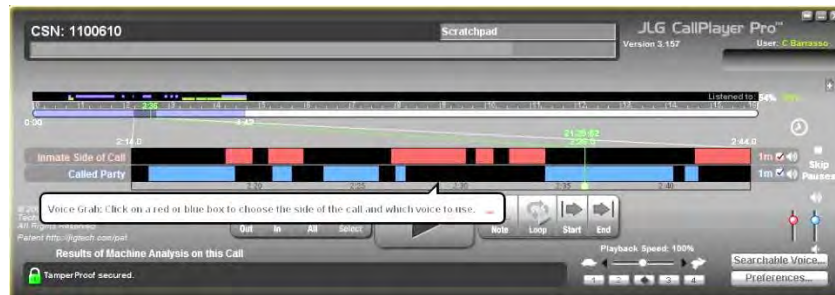 CSN: 1100610
Scratchpad
JLG CallPlayer Pro™
Version 3.157
User: C Barrasso
Listened to: 54%
0:00
2:36
2:14.0
2:44.0
Inmate Side of Call
1m
Skip
Called Party
1m
Pauses
2:20
2:25
2:30
2:35
2:40
Voice Grab: Click on a red or blue box to choose the side of the call and which voice to use.
All Rights Reserved
Out In All Select
Note Loop Start End
Results of Machine Analysis on this Call
Playback Speed: 100%
Searchable Voice...
TamperProof secured.
1 2 3 4
Preferences...